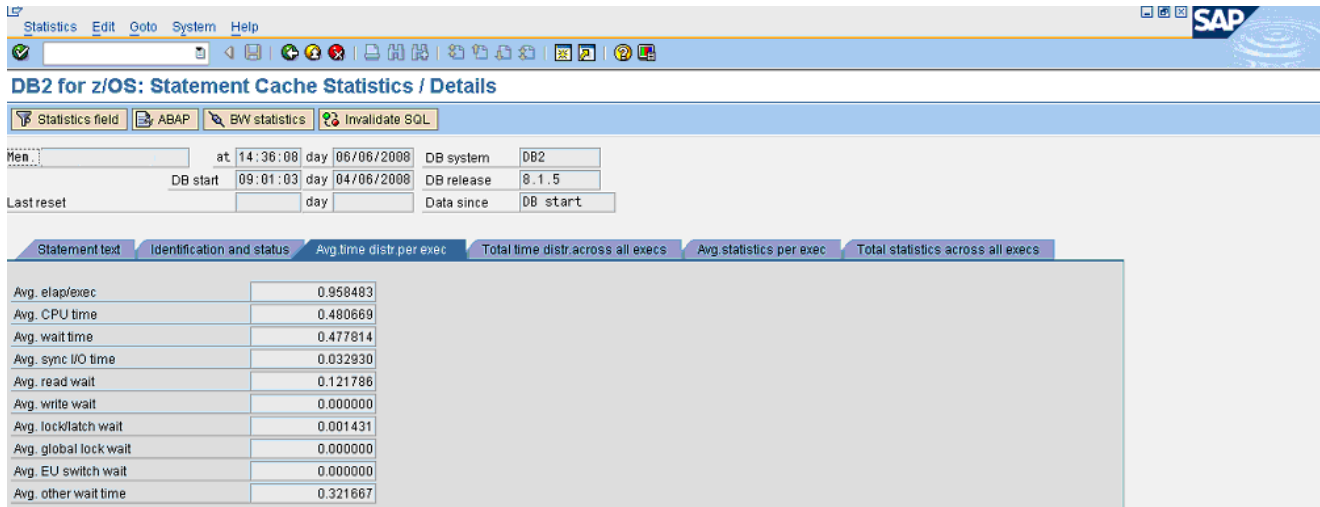 Statistics Edit Goto System Help
SAP
DB2 for z/OS: Statement Cache Statistics / Details
Statistics field ABAP BW statistics Invalidate SQL
Mem. at 14:36:08 day 06/06/2008 DB system DB2
DB start 09:01:03 day 04/06/2008 DB release 8.1.5
Last reset day Data since DB start
Statement text Identification and status Avg.time distr.per exec Total time distr.across all execs Avg.statistics per exec Total statistics across all execs
Avg. elap/exec 0.958483
Avg. CPU time 0.480669
Avg. wait time 0.477814
Avg. sync I/O time 0.032930
Avg. read wait 0.121786
Avg. write wait 0.000000
Avg. lock/latch wait 0.001431
Avg. global lock wait 0.000000
Avg. EU switch wait 0.000000
Avg. other wait time 0.321667